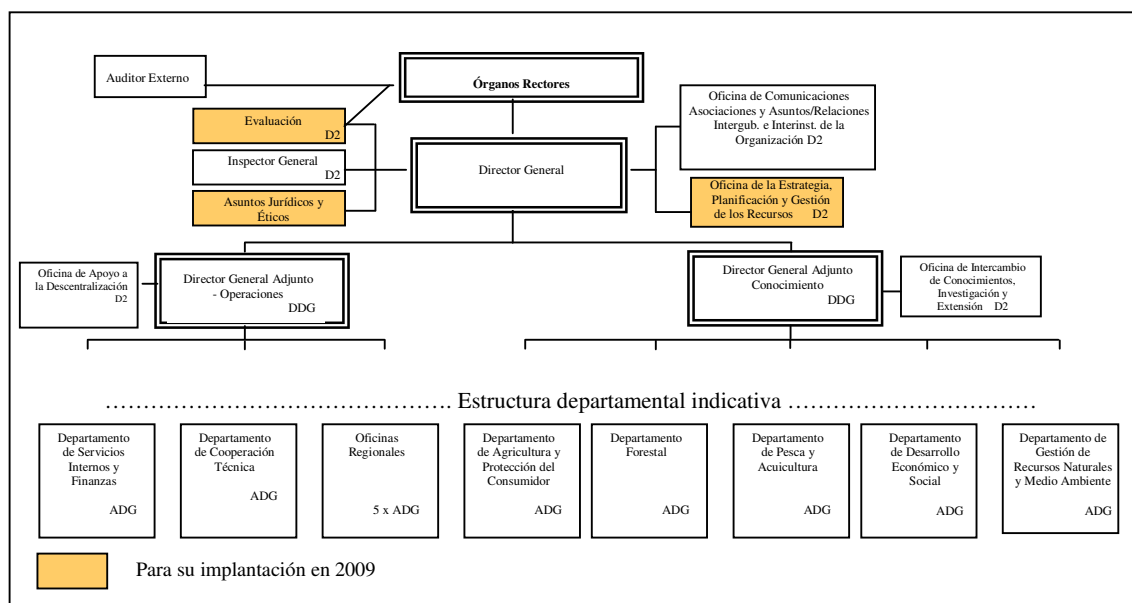 Auditor Externo
Órganos Rectores
Evaluación
D2
Inspector General
D2
Asuntos Jurídicos y
Éticos
Director General
Oficina de Comunicaciones
Asociaciones y Asuntos/Relaciones
Intergub. e Interinst. de la
Organización D2
Oficina de la Estrategia,
Planificación y Gestión
de los Recursos D2
Oficina de Apoyo a
la Descentralización
D2
Director General Adjunto
- Operaciones
DDG
Director General Adjunto
Conocimiento
DDG
Oficina de Intercambio
de Conocimientos,
Investigación y
Extensión D2
……………………………………. Estructura departamental indicativa ……………………………
Departamento
de Servicios
Internos y
Finanzas
ADG
Departamento
de Cooperación
Técnica
ADG
Oficinas
Regionales
5 x ADG
Departamento
de Agricultura y
Protección del
Consumidor
ADG
Departamento
Forestal
ADG
Departamento
de Pesca y
Acuicultura
ADG
Departamento
de Desarrollo
Económico y
Social
ADG
Departamento de
Gestión de
Recursos Naturales
y Medio Ambiente
ADG
Para su implantación en 2009